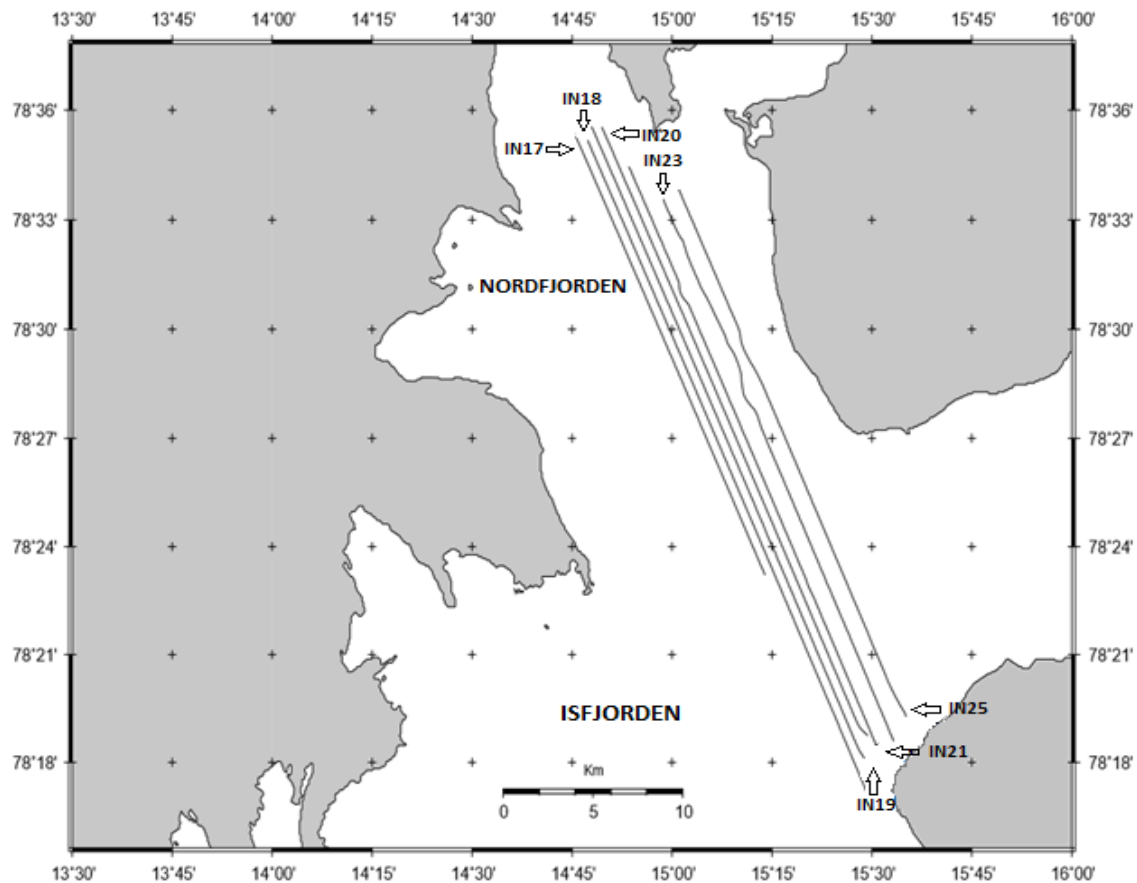 13°30' 13°45' 14°00' 14°15' 14°30' 14°45' 15°00' 15°15' 15°30' 15°45' 16°00'
78°36' 78°36'
IN18
IN20
IN17
IN23
78°33' 78°33'
NORDFJORDEN
78°30' 78°30'
78°27' 78°27'
78°24' 78°24'
78°21' 78°21'
ISFJORDEN
IN25
IN21
78°18' 78°18'
Km
IN19
0 5 10
13°30' 13°45' 14°00' 14°15' 14°30' 14°45' 15°00' 15°15' 15°30' 15°45' 16°00'